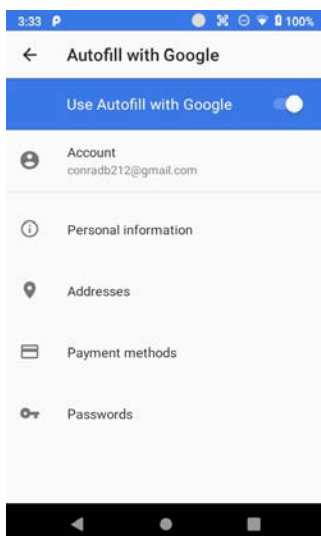 3:33 P 100%
Autofill with Google
Use Autofill with Google
Account
conradb212@gmail.com
Personal information
Addresses
Payment methods
Passwords